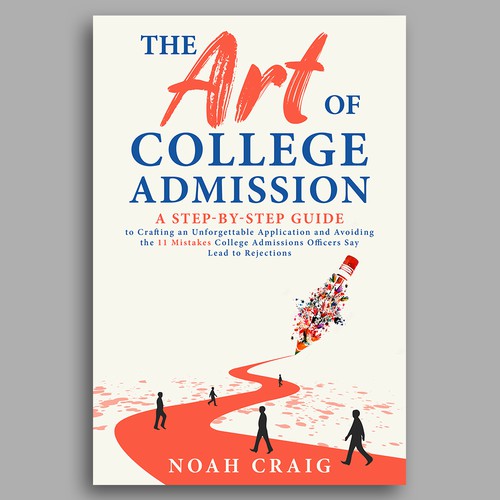 THE Art OF
COLLEGE
ADMISSION
A STEP-BY-STEP GUIDE
to Crafting an Unforgettable Application and Avoiding
the 11 Mistakes College Admissions Officers Say
Lead to Rejections
NOAH CRAIG